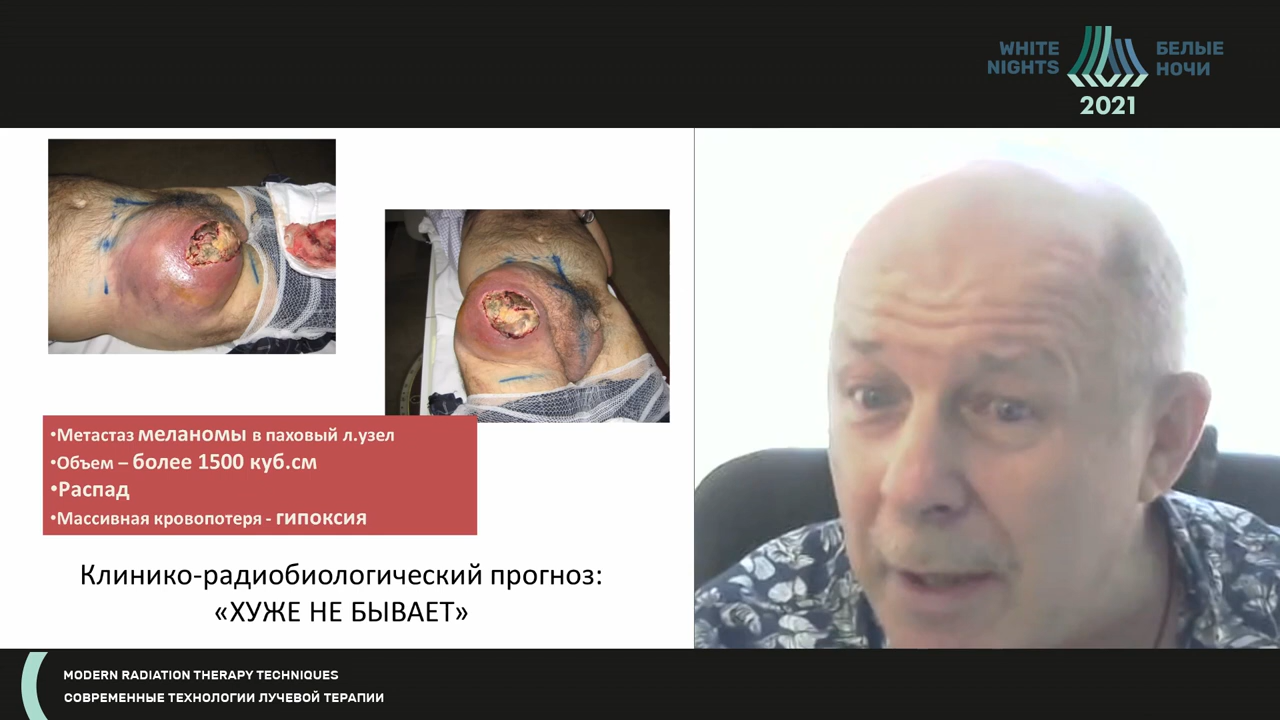 WHITE NIGHTS
БЕЛЫЕ НОЧИ
2021
•Метастаз меланомы в паховый л.узел
•Объем – более 1500 куб.см
•Распад
•Массивная кровопотеря - гипоксия
Клинико-радиобиологический прогноз:
«ХУЖЕ НЕ БЫВАЕТ»
MODERN RADIATION THERAPY TECHNIQUES
СОВРЕМЕННЫЕ ТЕХНОЛОГИИ ЛУЧЕВОЙ ТЕРАПИИ